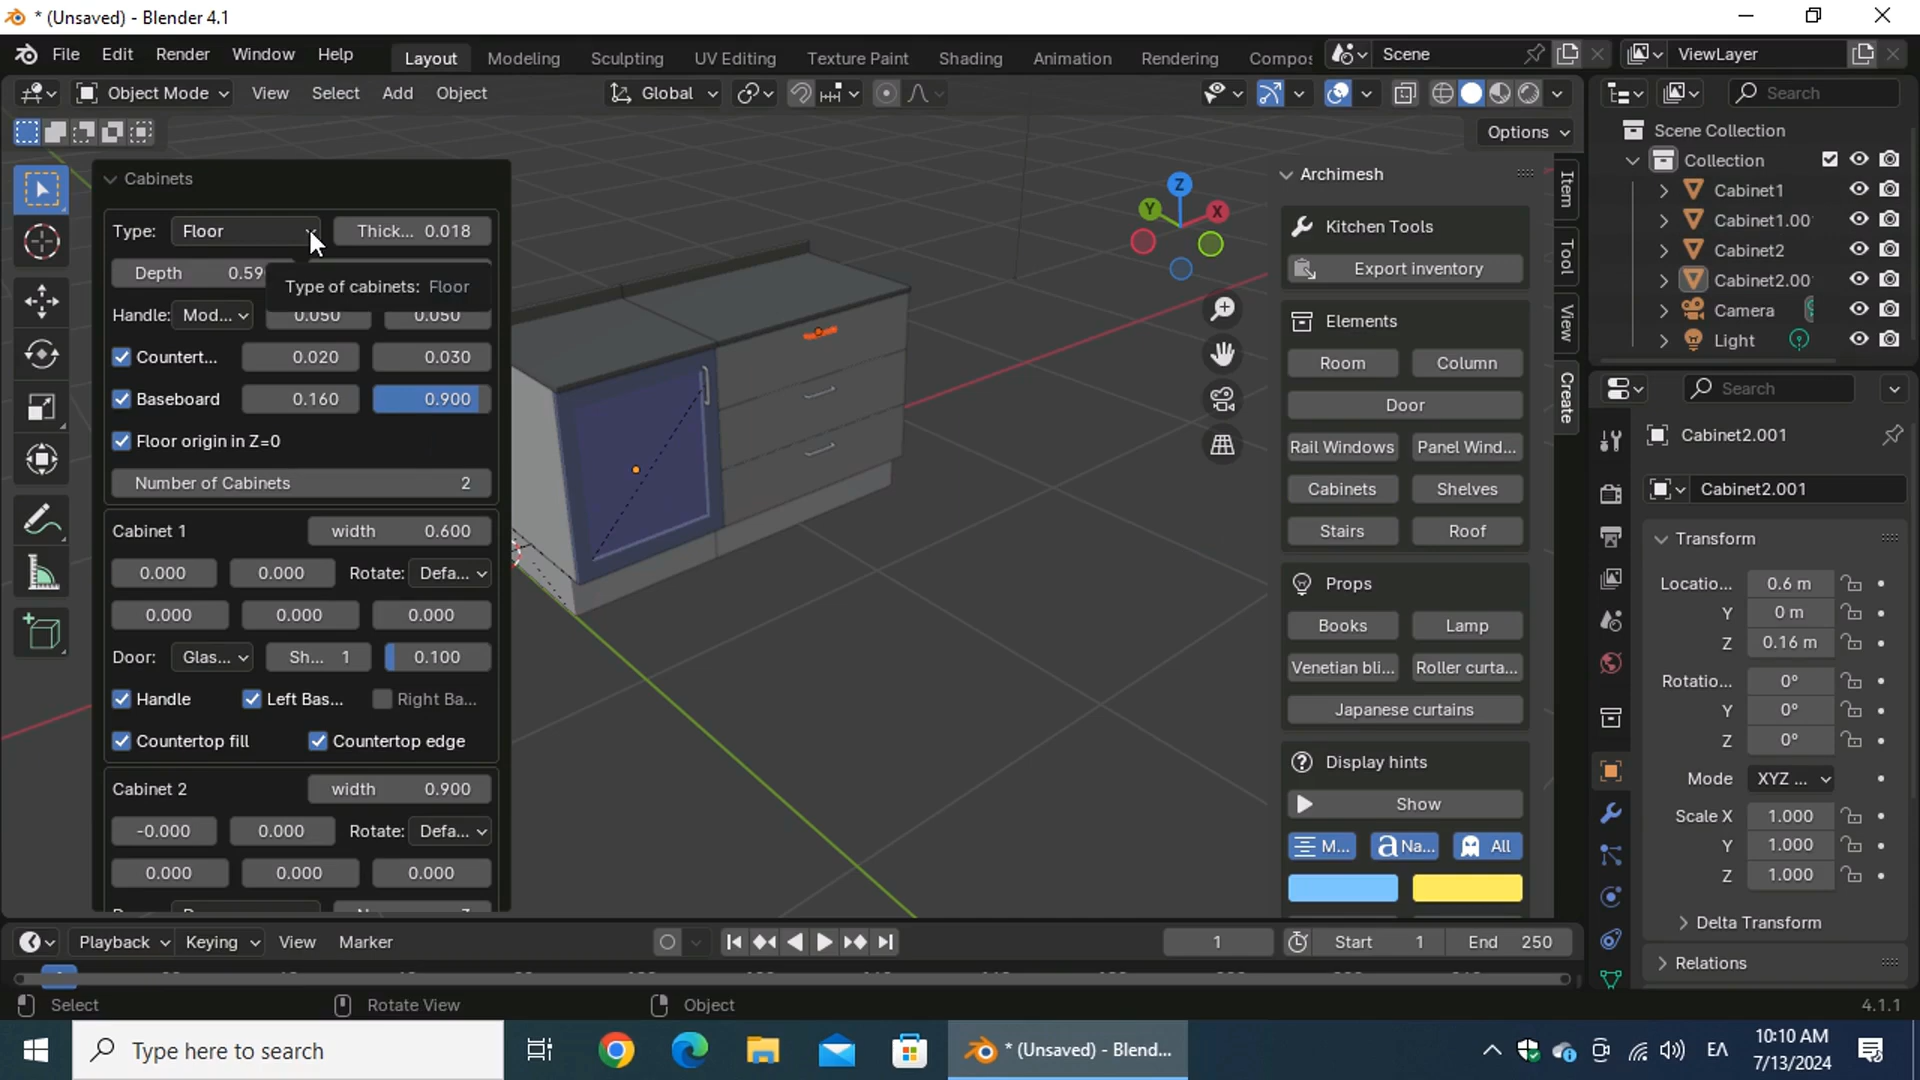 * (Unsaved) - Blender 4.1
File Edit Render Window Help
Layout Modeling Sculpting UV Editing Texture Paint Shading Animation Rendering Compos
Scene
ViewLayer
Object Mode View Select Add Object
Global
Search
Options
Cabinets
Type: Floor Thick... 0.018
Depth 0.59
Type of cabinets: Floor
Handle: Mod... 0.050 0.050
Countert... 0.020 0.030
Baseboard 0.160 0.900
Floor origin in Z=0
Number of Cabinets 2
Cabinet 1 width 0.600
0.000 0.000 Rotate: Defa...
0.000 0.000 0.000
Door: Glas... Sh... 1 0.100
Handle Left Bas... Right Ba...
Countertop fill Countertop edge
Cabinet 2 width 0.900
-0.000 0.000 Rotate: Defa...
0.000 0.000 0.000
Z
Y X
Archimesh
Kitchen Tools
Export inventory
Elements
Room Column
Door
Rail Windows Panel Wind...
Cabinets Shelves
Stairs Roof
Props
Books Lamp
Venetian bli... Roller curta...
Japanese curtains
Display hints
Show
M... Na... All
Item
Tool
View
Create
Scene Collection
Collection
Cabinet1
Cabinet1.00
Cabinet2
Cabinet2.00
Camera
Light
Search
Cabinet2.001
Cabinet2.001
Transform
Locatio... 0.6 m
Y 0 m
Z 0.16 m
Rotatio... 0°
Y 0°
Z 0°
Mode XYZ ...
Scale X 1.000
Y 1.000
Z 1.000
Delta Transform
Relations
Playback Keying View Marker
1 Start 1 End 250
Select Rotate View Object
4.1.1
Type here to search
* (Unsaved) - Blend...
ΕΛ
10:10 AM
7/13/2024